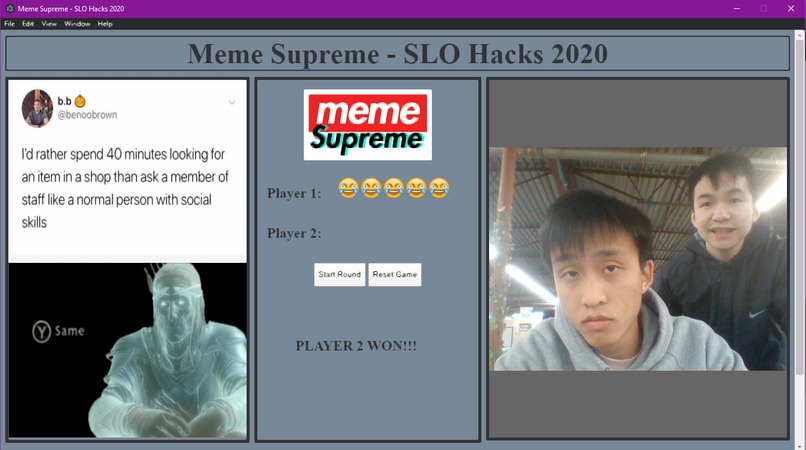 Meme Supreme - SLO Hacks 2020
File Edit View Window Help
Meme Supreme - SLO Hacks 2020
b.b
@benoobrown
I'd rather spend 40 minutes looking for
an item in a shop than ask a member of
staff like a normal person with social
skills
Y Same
meme
Supreme
Player 1:
Player 2:
Start Round Reset Game
PLAYER 2 WON!!!